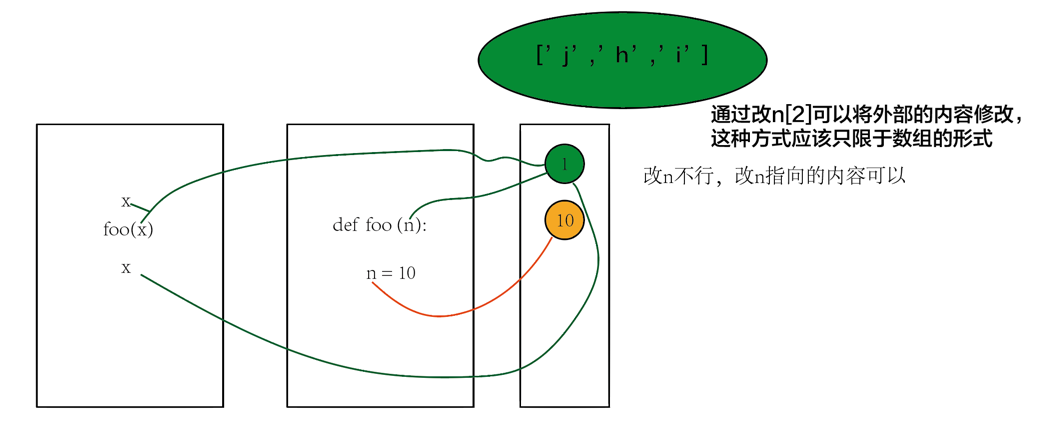 [’j’,’h’,’i’]
通过改n[2]可以将外部的内容修改，
这种方式应该只限于数组的形式
改n不行，改n指向的内容可以
1
x
10
foo(x)
def foo (n):
x
n = 10